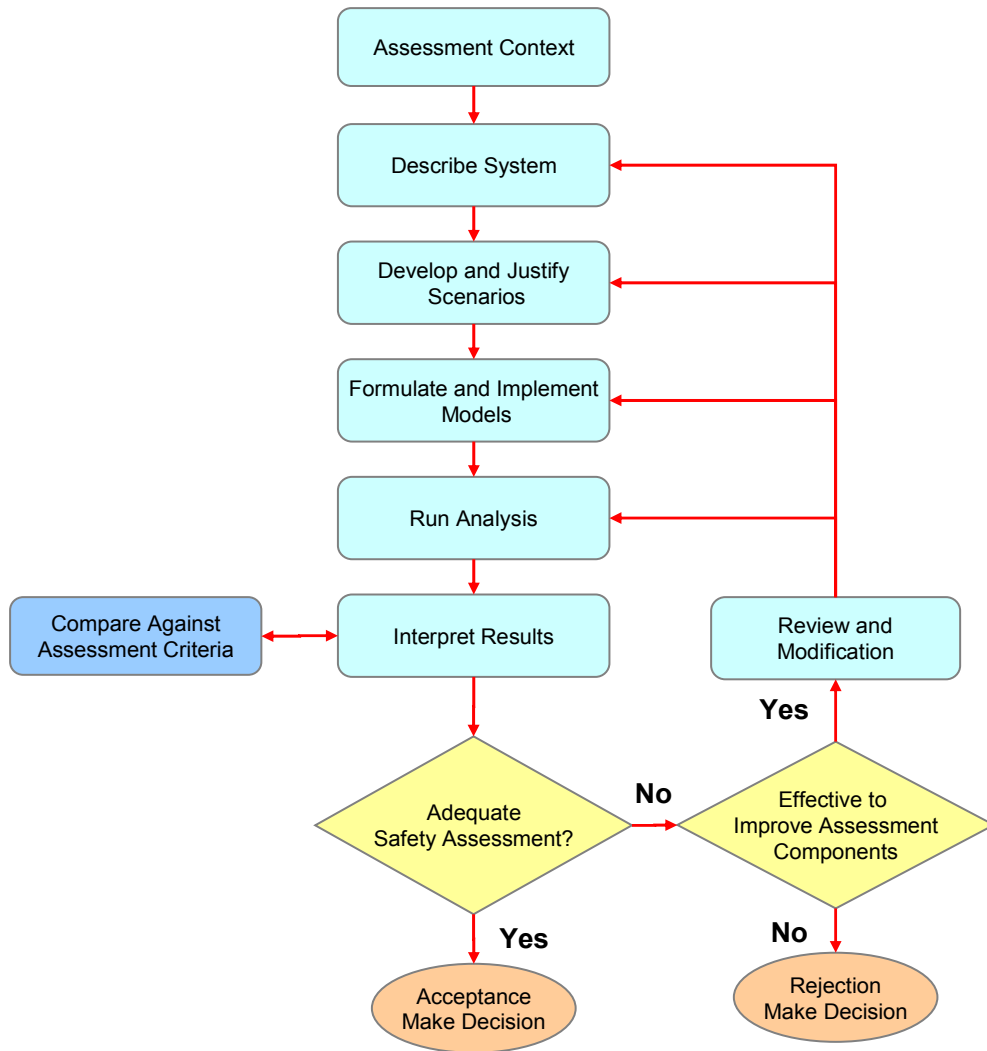 Assessment Context
Describe System
Develop and Justify
Scenarios
Formulate and Implement
Models
Run Analysis
Compare Against
Assessment Criteria
Interpret Results
Review and
Modification
Yes
Adequate
Safety Assessment?
No
Effective to
Improve Assessment
Components
Yes
No
Acceptance
Make Decision
Rejection
Make Decision